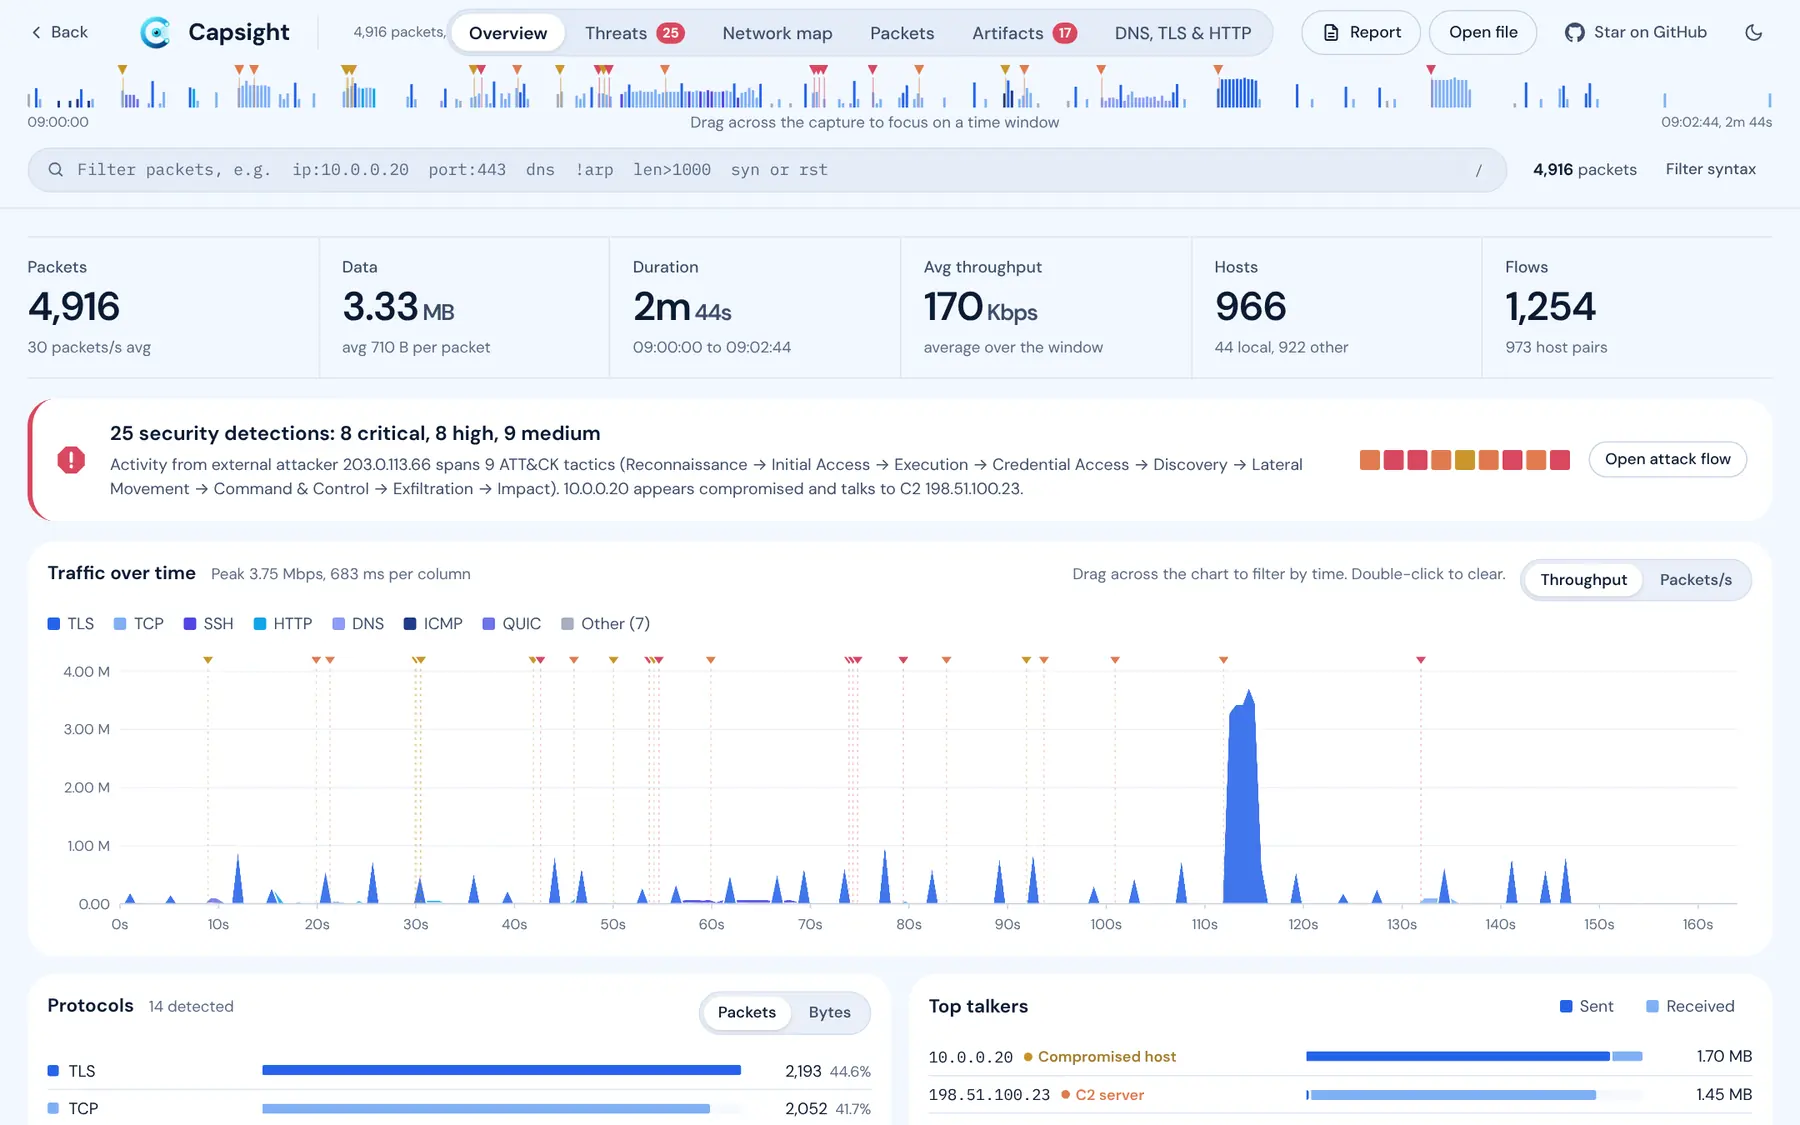 Back
Capsight
4,916 packets,
Overview
Threats 25
Network map
Packets
Artifacts 17
DNS, TLS & HTTP
Report
Open file
Star on GitHub
09:00:00
Drag across the capture to focus on a time window
09:02:44, 2m 44s
Filter packets, e.g. ip:10.0.0.20 port:443 dns !arp len>1000 syn or rst
/
4,916 packets
Filter syntax
Packets
4,916
30 packets/s avg
Data
3.33 MB
avg 710 B per packet
Duration
2m 44s
09:00:00 to 09:02:44
Avg throughput
170 Kbps
average over the window
Hosts
966
44 local, 922 other
Flows
1,254
973 host pairs
25 security detections: 8 critical, 8 high, 9 medium
Activity from external attacker 203.0.113.66 spans 9 ATT&CK tactics (Reconnaissance → Initial Access → Execution → Credential Access → Discovery → Lateral
Movement → Command & Control → Exfiltration → Impact). 10.0.0.20 appears compromised and talks to C2 198.51.100.23.
Open attack flow
Traffic over time Peak 3.75 Mbps, 683 ms per column
Drag across the chart to filter by time. Double-click to clear.
Throughput
Packets/s
TLS TCP SSH HTTP DNS ICMP QUIC Other (7)
4.00 M
3.00 M
2.00 M
1.00 M
0.00
0s 10s 20s 30s 40s 50s 60s 70s 80s 90s 100s 110s 120s 130s 140s 150s 160s
Protocols 14 detected
Packets
Bytes
TLS 2,193 44.6%
TCP 2,052 41.7%
Top talkers
Sent
Received
10.0.0.20 Compromised host 1.70 MB
198.51.100.23 C2 server 1.45 MB